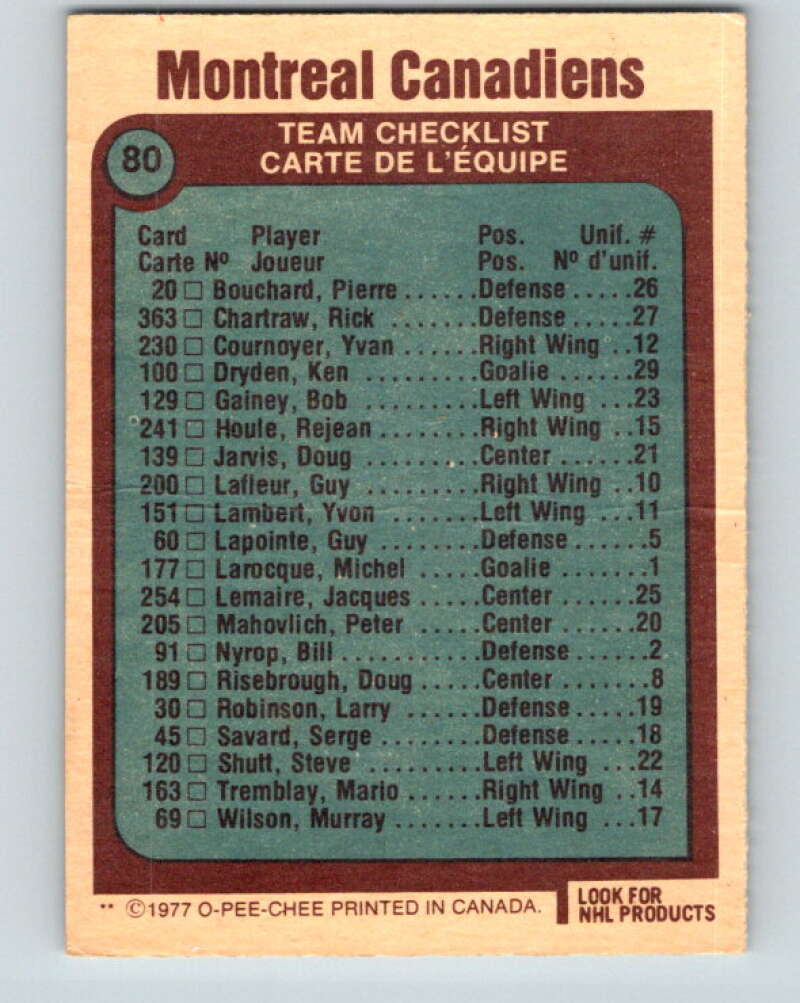 Montreal Canadiens
80
TEAM CHECKLIST
CARTE DE L'ÉQUIPE
Card Player Pos. Unif. #
Carte Nº Joueur Pos. Nº d'unif.
20 □ Bouchard, Pierre ...... Defense ..... 26
363 □ Chartraw, Rick ....... Defense ..... 27
230 □ Cournoyer, Yvan ...... Right Wing .. 12
100 □ Dryden, Ken ......... Goalie ...... 29
129 □ Gainey, Bob ......... Left Wing ... 23
241 □ Houle, Rejean ........ Right Wing .. 15
139 □ Jarvis, Doug ......... Center ...... 21
200 □ Lafleur, Guy ......... Right Wing .. 10
151 □ Lambert, Yvon ....... Left Wing ... 11
60 □ Lapointe, Guy ........ Defense ...... 5
177 □ Larocque, Michel ..... Goalie ....... 1
254 □ Lemaire, Jacques ..... Center ...... 25
205 □ Mahovlich, Peter ..... Center ...... 20
91 □ Nyrop, Bill ........... Defense ...... 2
189 □ Risebrough, Doug ..... Center ....... 8
30 □ Robinson, Larry ...... Defense ..... 19
45 □ Savard, Serge ........ Defense ..... 18
120 □ Shutt, Steve ........ Left Wing ... 22
163 □ Tremblay, Mario ...... Right Wing .. 14
69 □ Wilson, Murray ....... Left Wing ... 17
** ©1977 O-PEE-CHEE PRINTED IN CANADA.
LOOK FOR
NHL PRODUCTS